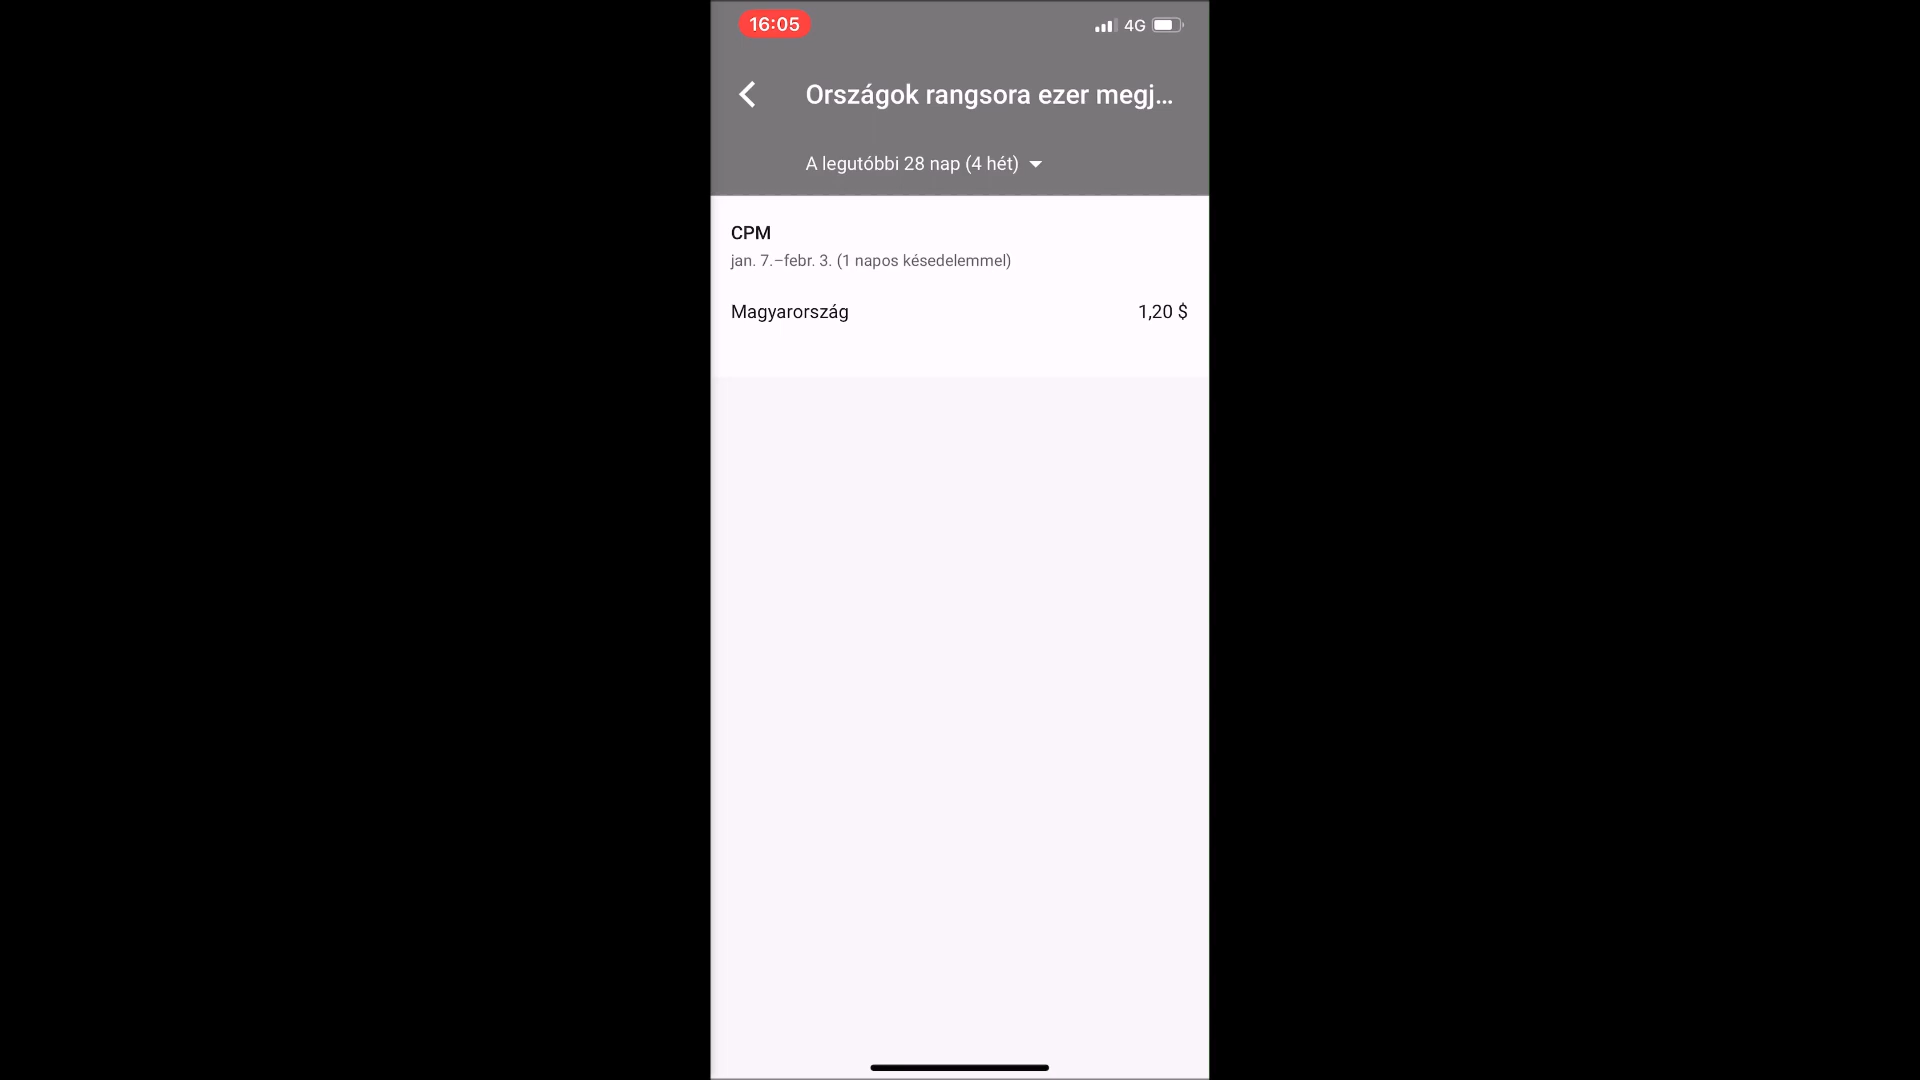 16:05
4G
Országok rangsora ezer megj...
A legutóbbi 28 nap (4 hét)
CPM
jan. 7.–febr. 3. (1 napos késedelemmel)
Magyarország 1,20 $